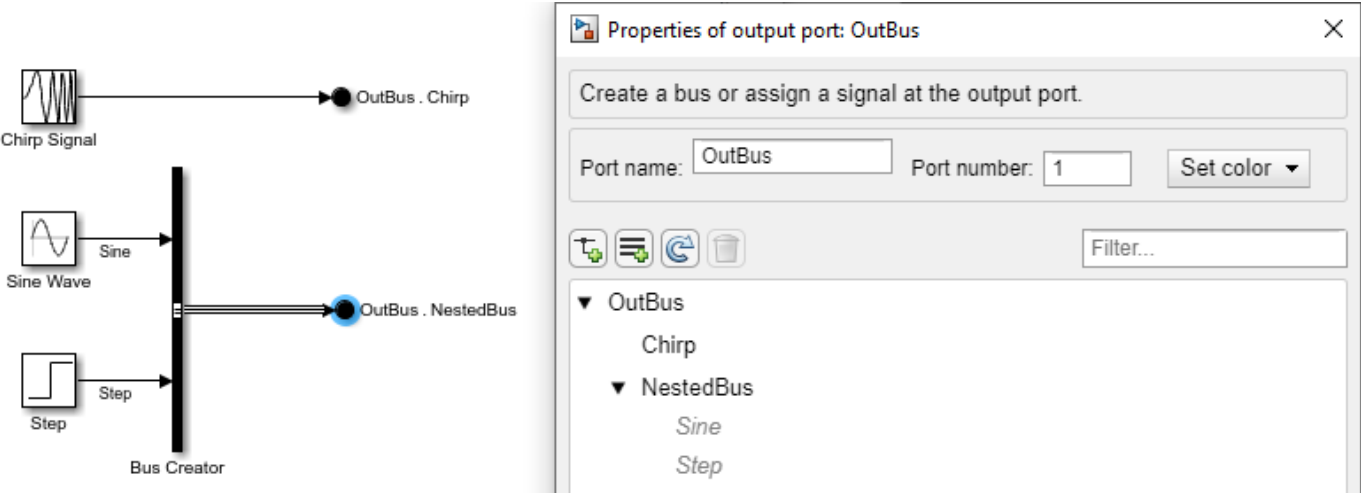 OutBus . Chirp
Chirp Signal
Sine
Sine Wave
OutBus . NestedBus
Step
Step
Bus Creator
Properties of output port: OutBus
Create a bus or assign a signal at the output port.
Port name: OutBus Port number: 1 Set color
Filter...
OutBus
Chirp
NestedBus
Sine
Step